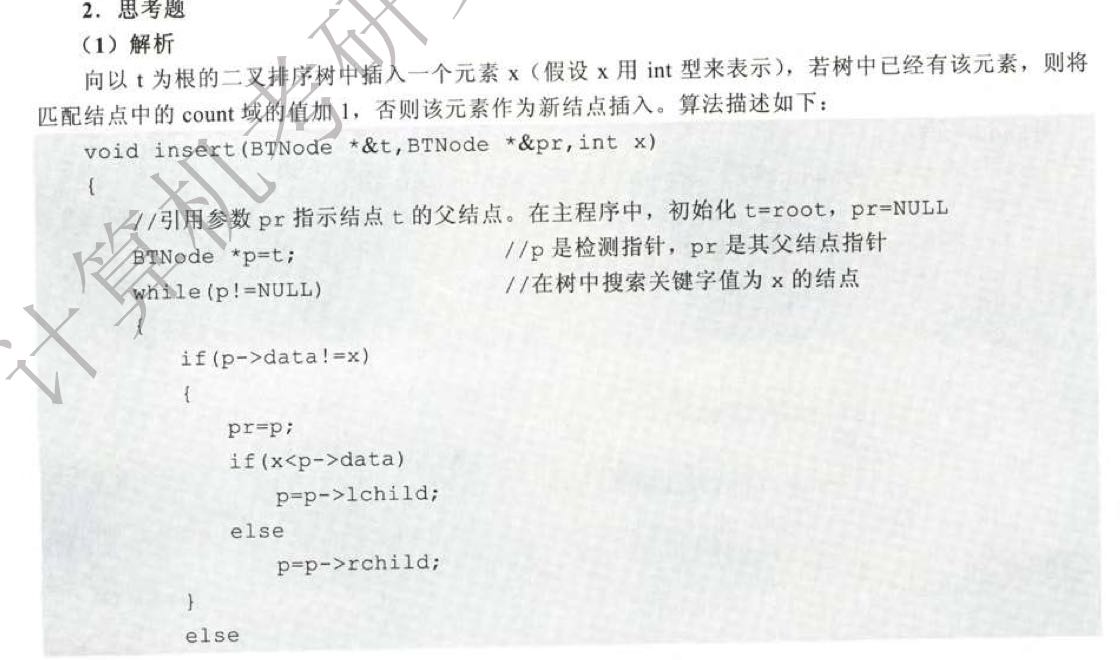 2．思考题
（1）解析
向以 t 为根的二叉排序树中插入一个元素 x（假设 x 用 int 型来表示），若树中已经有该元素，则将
匹配结点中的 count 域的值加 1，否则该元素作为新结点插入。算法描述如下：
void insert(BTNode *&t,BTNode *&pr,int x)
{
//引用参数 pr 指示结点 t 的父结点。在主程序中，初始化 t=root，pr=NULL
BTNode *p=t; //p 是检测指针，pr 是其父结点指针
while(p!=NULL) //在树中搜索关键字值为 x 的结点
{
if(p->data!=x)
{
pr=p;
if(x<p->data)
p=p->lchild;
else
p=p->rchild;
}
else
计算机考研